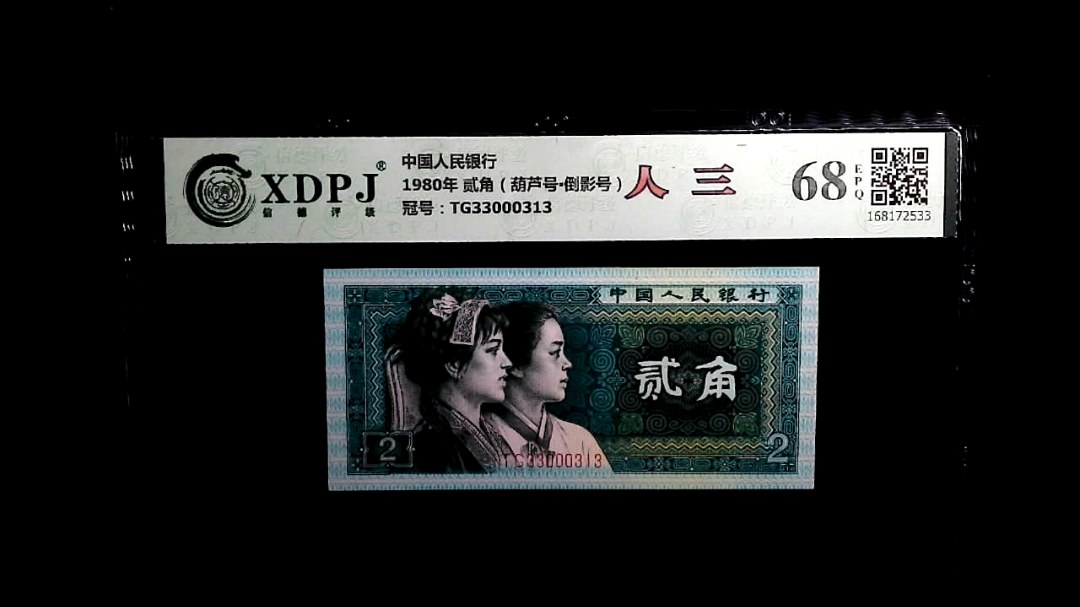 XDPJ®
信德评级
中国人民银行
1980年 贰角（葫芦号•倒影号）
冠号：TG33000313
人三
68
EPQ
168172533
中国人民银行
贰角
2
2
TG33000313